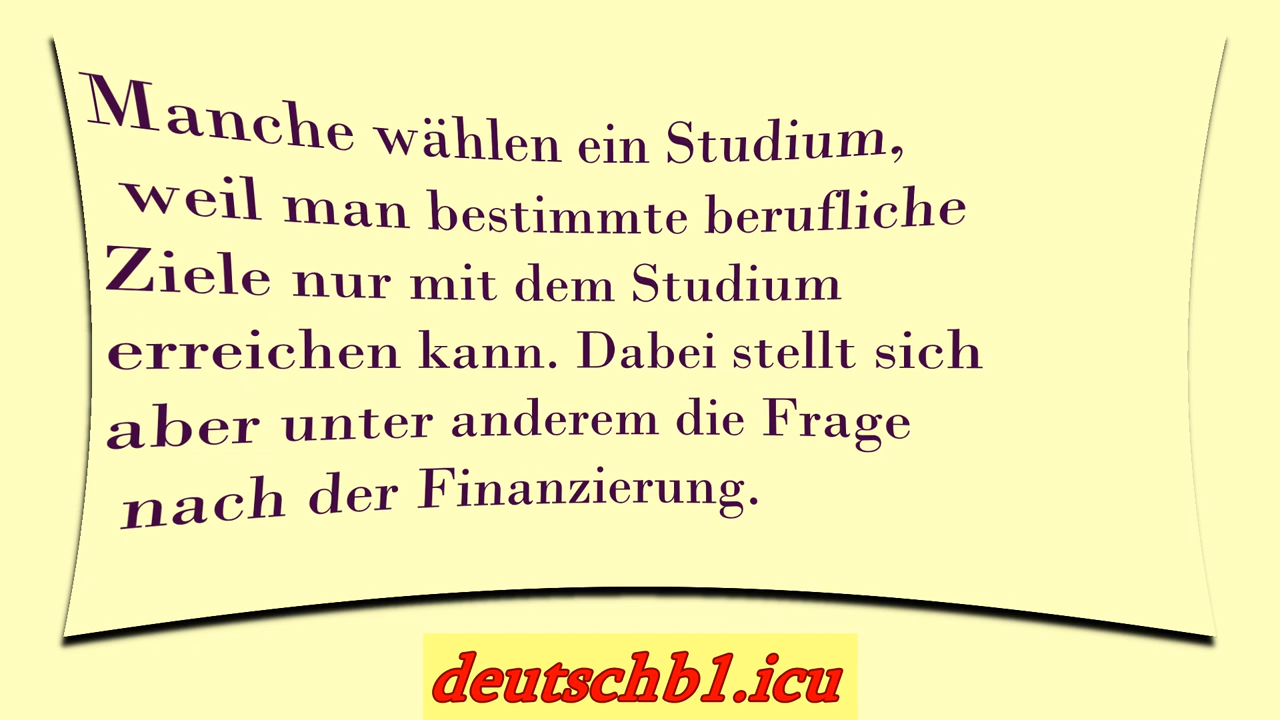 Manche wählen ein Studium,
weil man bestimmte berufliche
Ziele nur mit dem Studium
erreichen kann. Dabei stellt sich
aber unter anderem die Frage
nach der Finanzierung.
deutschb1.icu